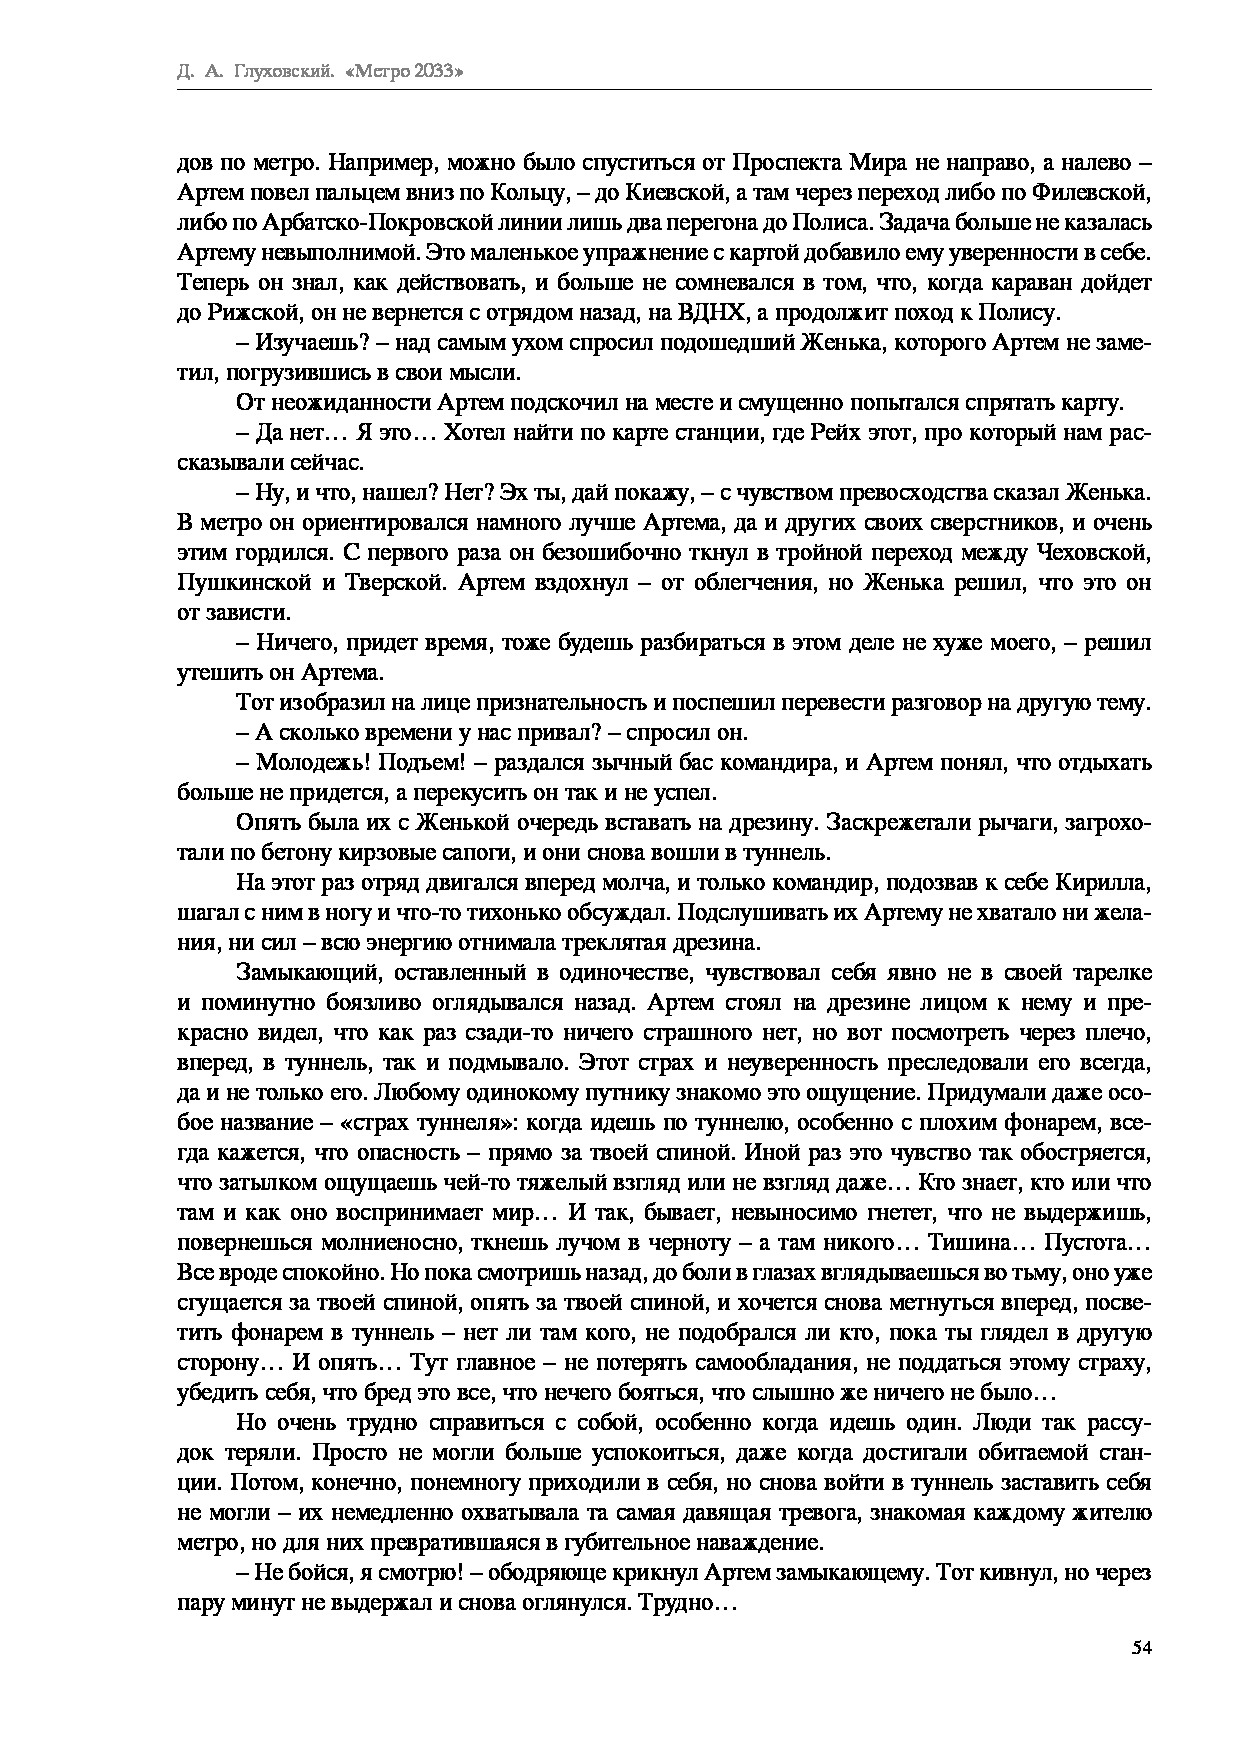 Д. А. Глуховский. «Метро 2033»
дов по метро. Например, можно было спуститься от Проспекта Мира не направо, а налево –
Артем повел пальцем вниз по Кольцу, – до Киевской, а там через переход либо по Филевской,
либо по Арбатско-Покровской линии лишь два перегона до Полиса. Задача больше не казалась
Артему невыполнимой. Это маленькое упражнение с картой добавило ему уверенности в себе.
Теперь он знал, как действовать, и больше не сомневался в том, что, когда караван дойдет
до Рижской, он не вернется с отрядом назад, на ВДНХ, а продолжит поход к Полису.
– Изучаешь? – над самым ухом спросил подошедший Женька, которого Артем не заме-
тил, погрузившись в свои мысли.
От неожиданности Артем подскочил на месте и смущенно попытался спрятать карту.
– Да нет… Я это… Хотел найти по карте станции, где Рейх этот, про который нам рас-
сказывали сейчас.
– Ну, и что, нашел? Нет? Эх ты, дай покажу, – с чувством превосходства сказал Женька.
В метро он ориентировался намного лучше Артема, да и других своих сверстников, и очень
этим гордился. С первого раза он безошибочно ткнул в тройной переход между Чеховской,
Пушкинской и Тверской. Артем вздохнул – от облегчения, но Женька решил, что это он
от зависти.
– Ничего, придет время, тоже будешь разбираться в этом деле не хуже моего, – решил
утешить он Артема.
Тот изобразил на лице признательность и поспешил перевести разговор на другую тему.
– А сколько времени у нас привал? – спросил он.
– Молодежь! Подъем! – раздался зычный бас командира, и Артем понял, что отдыхать
больше не придется, а перекусить он так и не успел.
Опять была их с Женькой очередь вставать на дрезину. Заскрежетали рычаги, загрохо-
тали по бетону кирзовые сапоги, и они снова вошли в туннель.
На этот раз отряд двигался вперед молча, и только командир, подозвав к себе Кирилла,
шагал с ним в ногу и что-то тихонько обсуждал. Подслушивать их Артему не хватало ни жела-
ния, ни сил – всю энергию отнимала треклятая дрезина.
Замыкающий, оставленный в одиночестве, чувствовал себя явно не в своей тарелке
и поминутно боязливо оглядывался назад. Артем стоял на дрезине лицом к нему и пре-
красно видел, что как раз сзади-то ничего страшного нет, но вот посмотреть через плечо,
вперед, в туннель, так и подмывало. Этот страх и неуверенность преследовали его всегда,
да и не только его. Любому одинокому путнику знакомо это ощущение. Придумали даже осо-
бое название – «страх туннеля»: когда идешь по туннелю, особенно с плохим фонарем, все-
гда кажется, что опасность – прямо за твоей спиной. Иной раз это чувство так обостряется,
что затылком ощущаешь чей-то тяжелый взгляд или не взгляд даже… Кто знает, кто или что
там и как оно воспринимает мир… И так, бывает, невыносимо гнетет, что не выдержишь,
повернешься молниеносно, ткнешь лучом в черноту – а там никого… Тишина… Пустота…
Все вроде спокойно. Но пока смотришь назад, до боли в глазах вглядываешься во тьму, оно уже
сгущается за твоей спиной, опять за твоей спиной, и хочется снова метнуться вперед, посве-
тить фонарем в туннель – нет ли там кого, не подобрался ли кто, пока ты глядел в другую
сторону… И опять… Тут главное – не потерять самообладания, не поддаться этому страху,
убедить себя, что бред это все, что нечего бояться, что слышно же ничего не было…
Но очень трудно справиться с собой, особенно когда идешь один. Люди так рассу-
док теряли. Просто не могли больше успокоиться, даже когда достигали обитаемой стан-
ции. Потом, конечно, понемногу приходили в себя, но снова войти в туннель заставить себя
не могли – их немедленно охватывала та самая давящая тревога, знакомая каждому жителю
метро, но для них превратившаяся в губительное наваждение.
– Не бойся, я смотрю! – ободряюще крикнул Артем замыкающему. Тот кивнул, но через
пару минут не выдержал и снова оглянулся. Трудно…
54